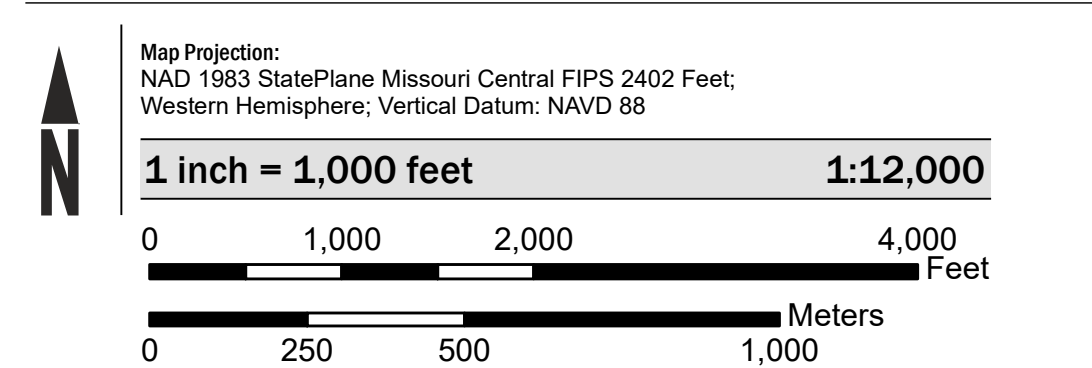 Map Projection:
NAD 1983 StatePlane Missouri Central FIPS 2402 Feet;
Western Hemisphere; Vertical Datum: NAVD 88
N
1 inch = 1,000 feet 1:12,000
0 1,000 2,000 4,000
Feet
Meters
0 250 500 1,000